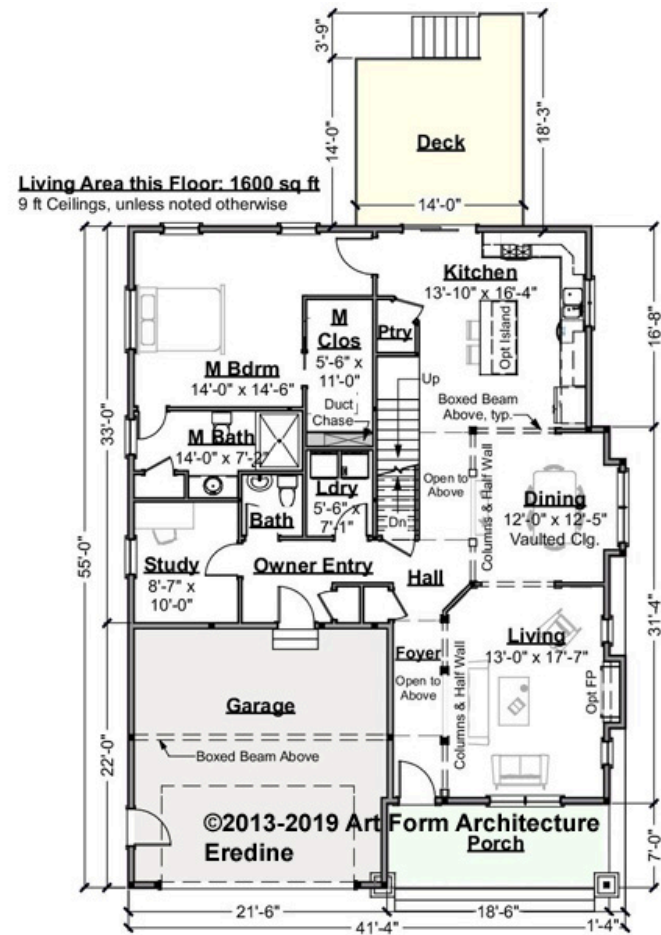 3'-9"
14'-0"
18'-3"
Deck
14'-0"
Living Area this Floor: 1600 sq ft
9 ft Ceilings, unless noted otherwise
Kitchen
13'-10" x 16'-4"
Opt Island
Ptry
M
Clos
5'-6" x
11'-0"
M Bdrm
14'-0" x 14'-6"
Duct
Chase
Up
Boxed Beam
Above, typ.
16'-8"
33'-0"
55'-0"
M Bath
14'-0" x 7'-2"
Ldry
5'-6" x
7'-1"
Dn
Open to
Above
Columns & Half Wall
Dining
12'-0" x 12'-5"
Vaulted Clg.
Bath
Study
8'-7" x
10'-0"
Owner Entry
Hall
31'-4"
Foyer
Open to
Above
Columns & Half Wall
Living
13'-0" x 17'-7"
Opt FP
Garage
Boxed Beam Above
22'-0"
©2013-2019 Art Form Architecture
Eredine
Porch
7'-0"
21'-6"
18'-6"
1'-4"
41'-4"